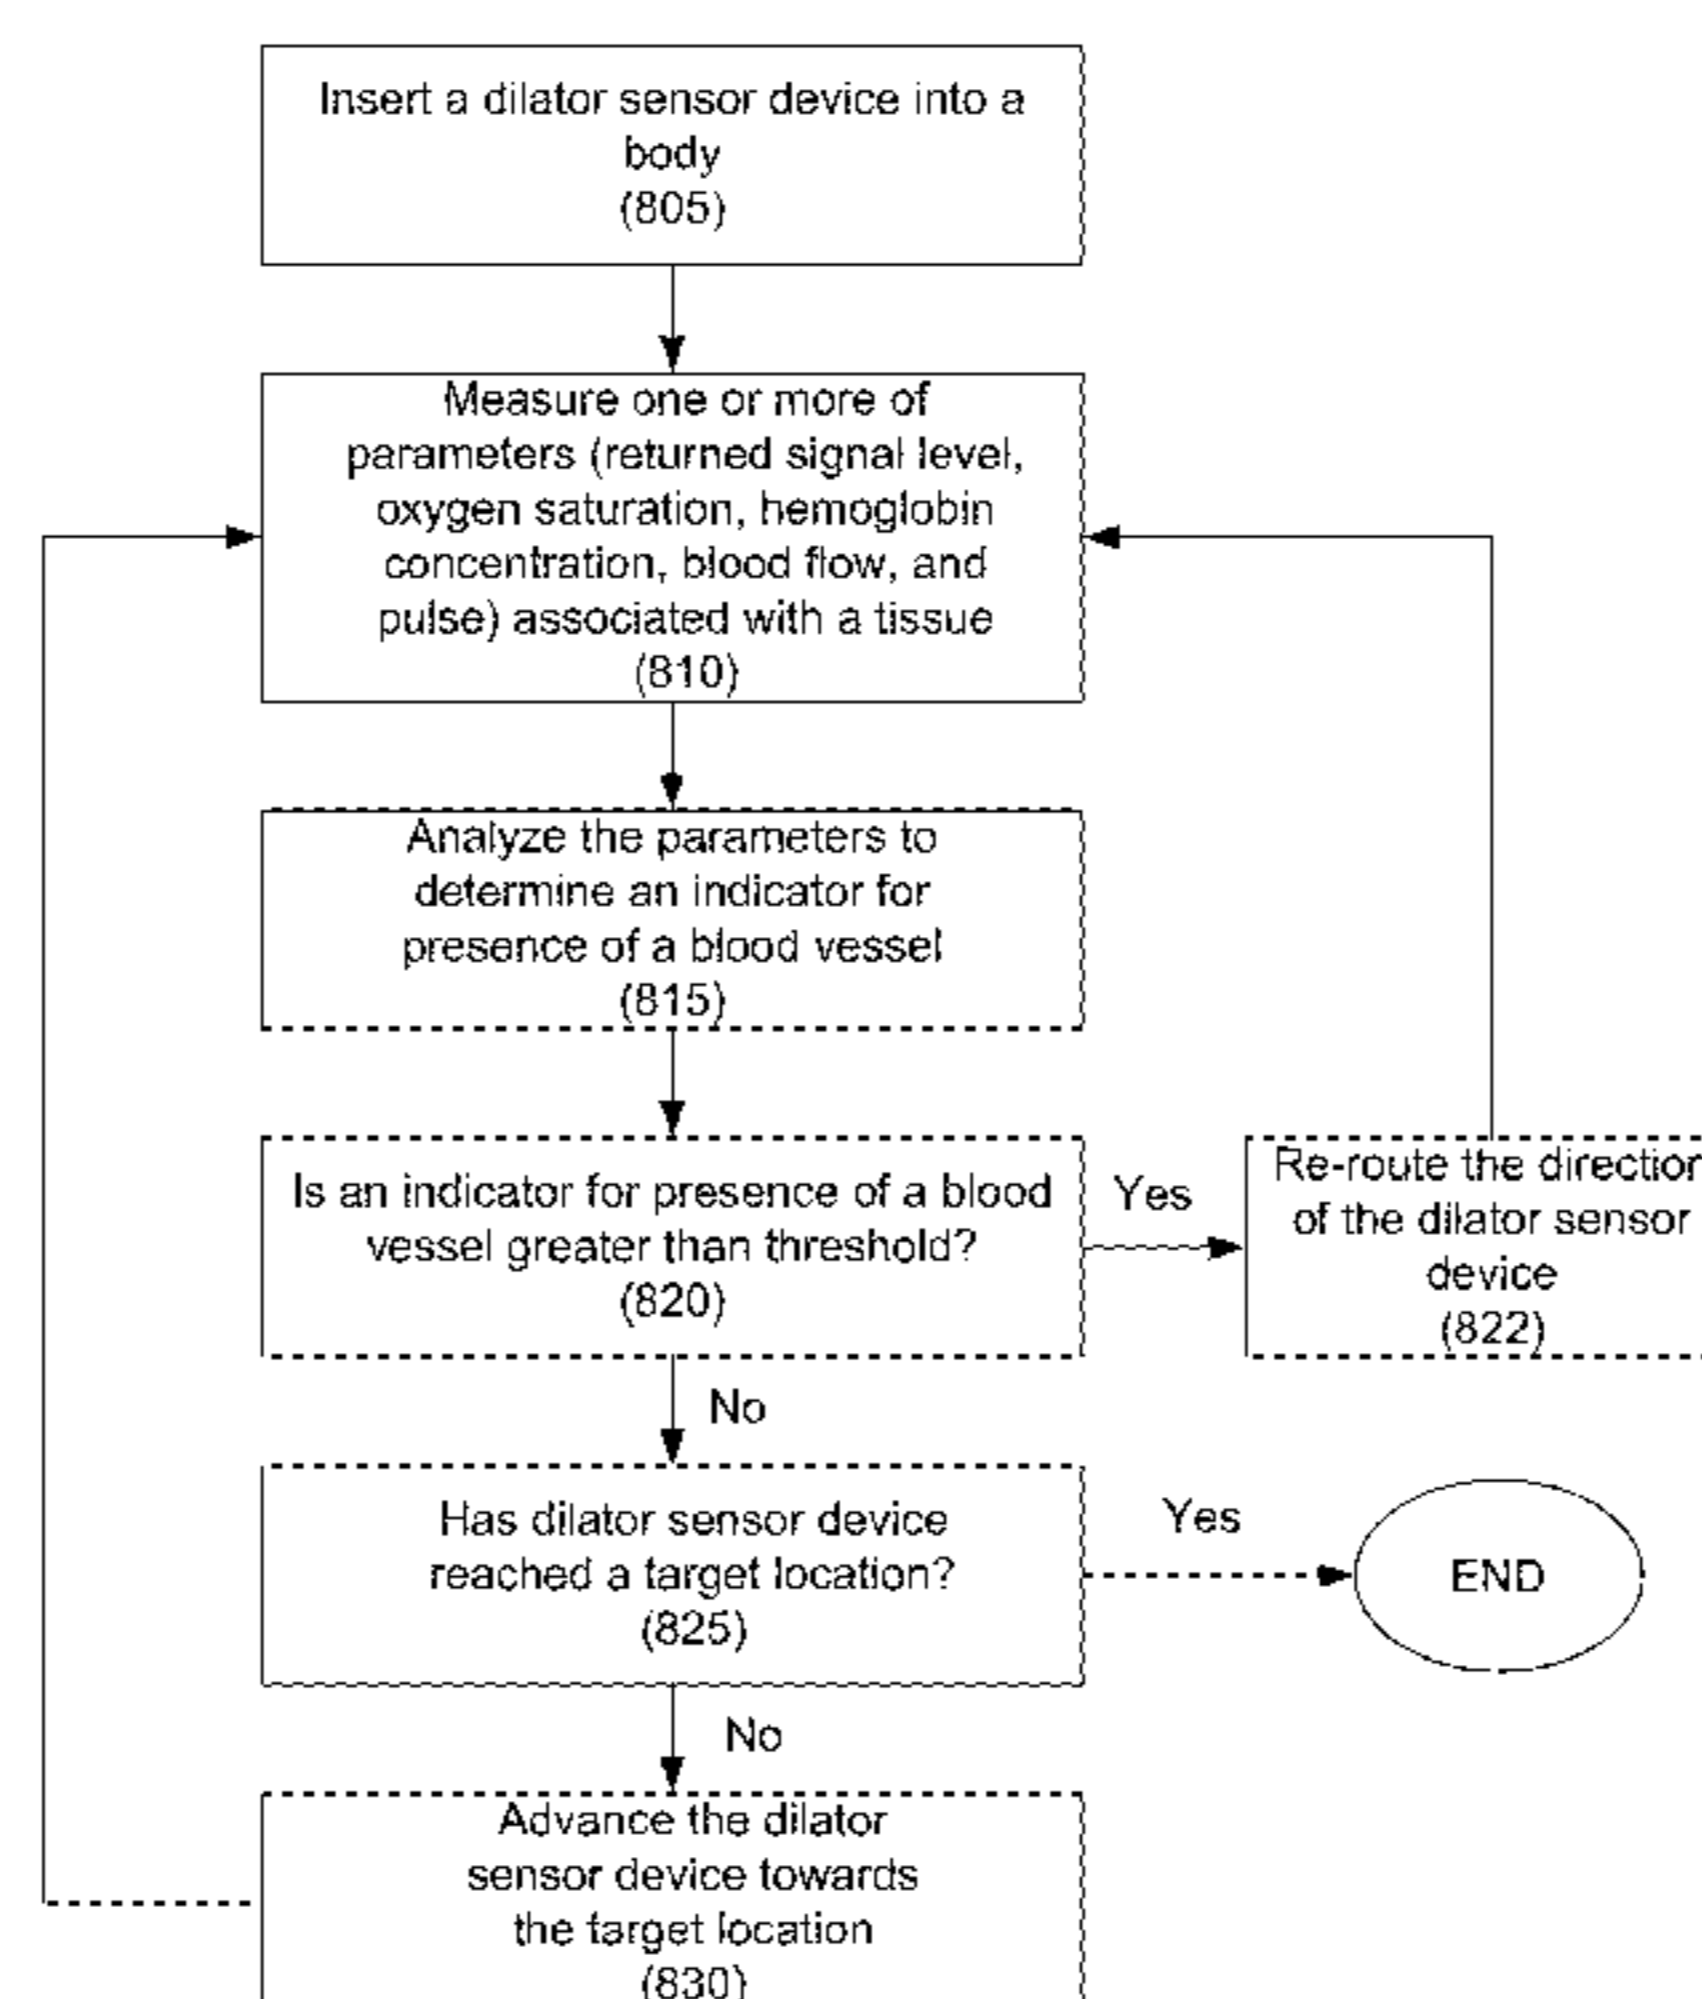 Insert a dilator sensor device into a
body
(805)
Measure one or more of
parameters (returned signal level,
oxygen saturation, hemoglobin
concentration, blood flow, and
pulse) associated with a tissue
(810)
Analyze the parameters to
determine an indicator for
presence of a blood vessel
(815)
Is an indicator for presence of a blood
vessel greater than threshold?
(820)
Yes
Re-route the direction
of the dilator sensor
device
(822)
No
Has dilator sensor device
reached a target location?
(825)
Yes
END
No
Advance the dilator
sensor device towards
the target location
(830)